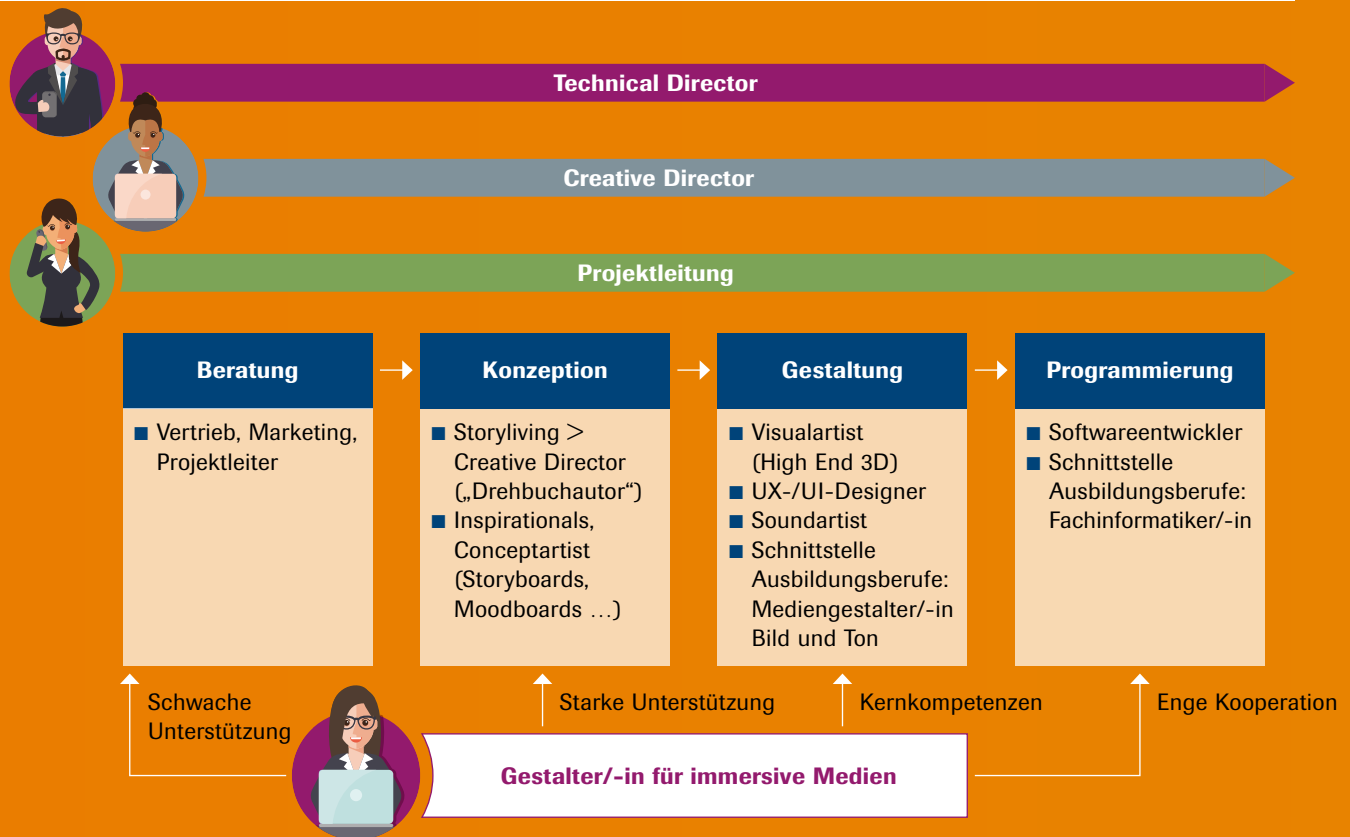 Technical Director
Creative Director
Projektleitung
Beratung
Vertrieb, Marketing,
Projektleiter
Konzeption
Storyliving >
Creative Director
(„Drehbuchautor“)
Inspirationals,
Conceptartist
(Storyboards,
Moodboards …)
Gestaltung
Visualartist
(High End 3D)
UX-/UI-Designer
Soundartist
Schnittstelle
Ausbildungsberufe:
Mediengestalter/-in
Bild und Ton
Programmierung
Softwareentwickler
Schnittstelle
Ausbildungsberufe:
Fachinformatiker/-in
Schwache
Unterstützung
Starke Unterstützung
Kernkompetenzen
Enge Kooperation
Gestalter/-in für immersive Medien